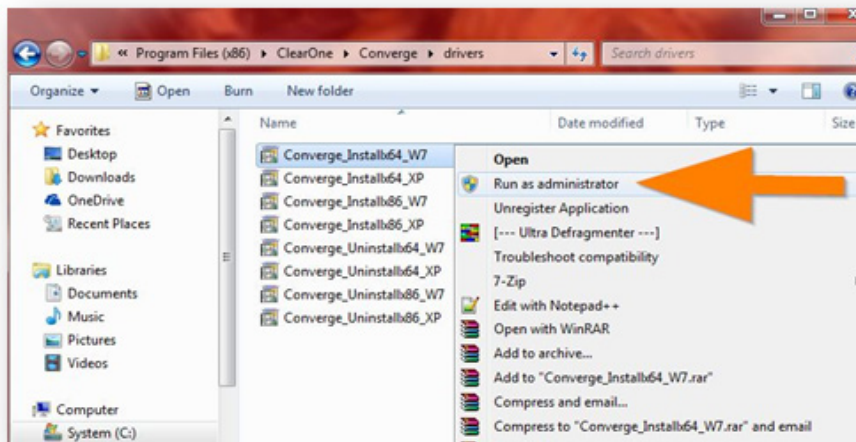 « Program Files (x86) ▸ ClearOne ▸ Converge ▸ drivers
Search drivers
Organize ▾ Open Burn New folder
Name Date modified Type Size
Favorites
Desktop
Downloads
OneDrive
Recent Places
Libraries
Documents
Music
Pictures
Videos
Computer
System (C:)
Converge_Installx64_W7
Converge_Installx64_XP
Converge_Installx86_W7
Converge_Installx86_XP
Converge_Uninstallx64_W7
Converge_Uninstallx64_XP
Converge_Uninstallx86_W7
Converge_Uninstallx86_XP
Open
Run as administrator
Unregister Application
[--- Ultra Defragmenter ---]
Troubleshoot compatibility
7-Zip
Edit with Notepad++
Open with WinRAR
Add to archive...
Add to "Converge_Installx64_W7.rar"
Compress and email...
Compress to "Converge_Installx64_W7.rar" and email